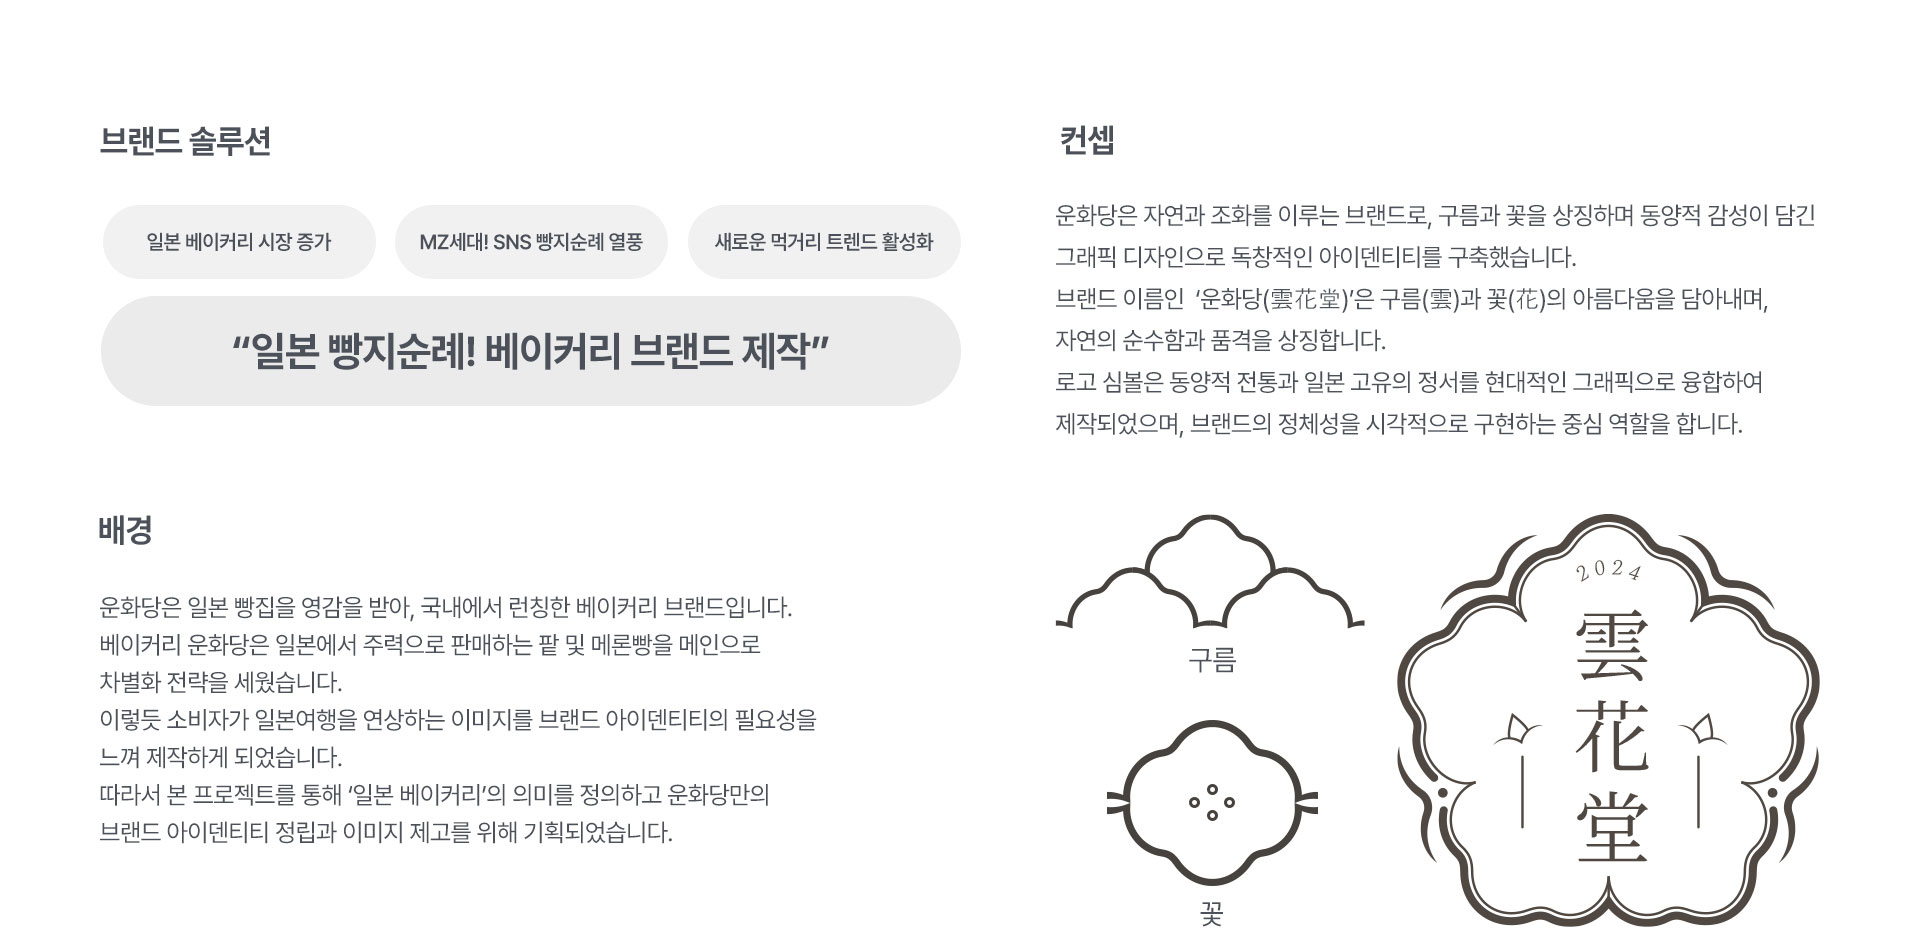 브랜드 솔루션
일본 베이커리 시장 증가
MZ세대! SNS 빵지순례 열풍
새로운 먹거리 트렌드 활성화
“일본 빵지순례! 베이커리 브랜드 제작”
배경
운화당은 일본 빵집을 영감을 받아, 국내에서 런칭한 베이커리 브랜드입니다.
베이커리 운화당은 일본에서 주력으로 판매하는 팥 및 메론빵을 메인으로
차별화 전략을 세웠습니다.
이렇듯 소비자가 일본여행을 연상하는 이미지를 브랜드 아이덴티티의 필요성을
느껴 제작하게 되었습니다.
따라서 본 프로젝트를 통해 ‘일본 베이커리’의 의미를 정의하고 운화당만의
브랜드 아이덴티티 정립과 이미지 제고를 위해 기획되었습니다.
컨셉
운화당은 자연과 조화를 이루는 브랜드로, 구름과 꽃을 상징하며 동양적 감성이 담긴
그래픽 디자인으로 독창적인 아이덴티티를 구축했습니다.
브랜드 이름인 ‘운화당(雲花堂)’은 구름(雲)과 꽃(花)의 아름다움을 담아내며,
자연의 순수함과 품격을 상징합니다.
로고 심볼은 동양적 전통과 일본 고유의 정서를 현대적인 그래픽으로 융합하여
제작되었으며, 브랜드의 정체성을 시각적으로 구현하는 중심 역할을 합니다.
구름
꽃
2024
雲花堂